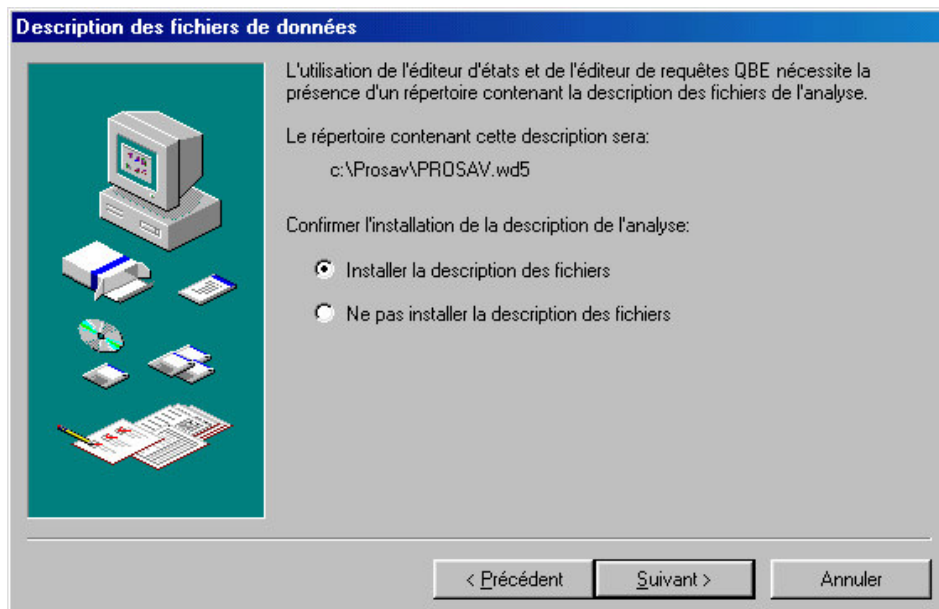 Description des fichiers de données
L'utilisation de l'éditeur d'états et de l'éditeur de requêtes QBE nécessite la
présence d'un répertoire contenant la description des fichiers de l'analyse.
Le répertoire contenant cette description sera:
c:\Prosav\PROSAV.wd5
Confirmer l'installation de la description de l'analyse:
Installer la description des fichiers
Ne pas installer la description des fichiers
< Précédent
Suivant >
Annuler